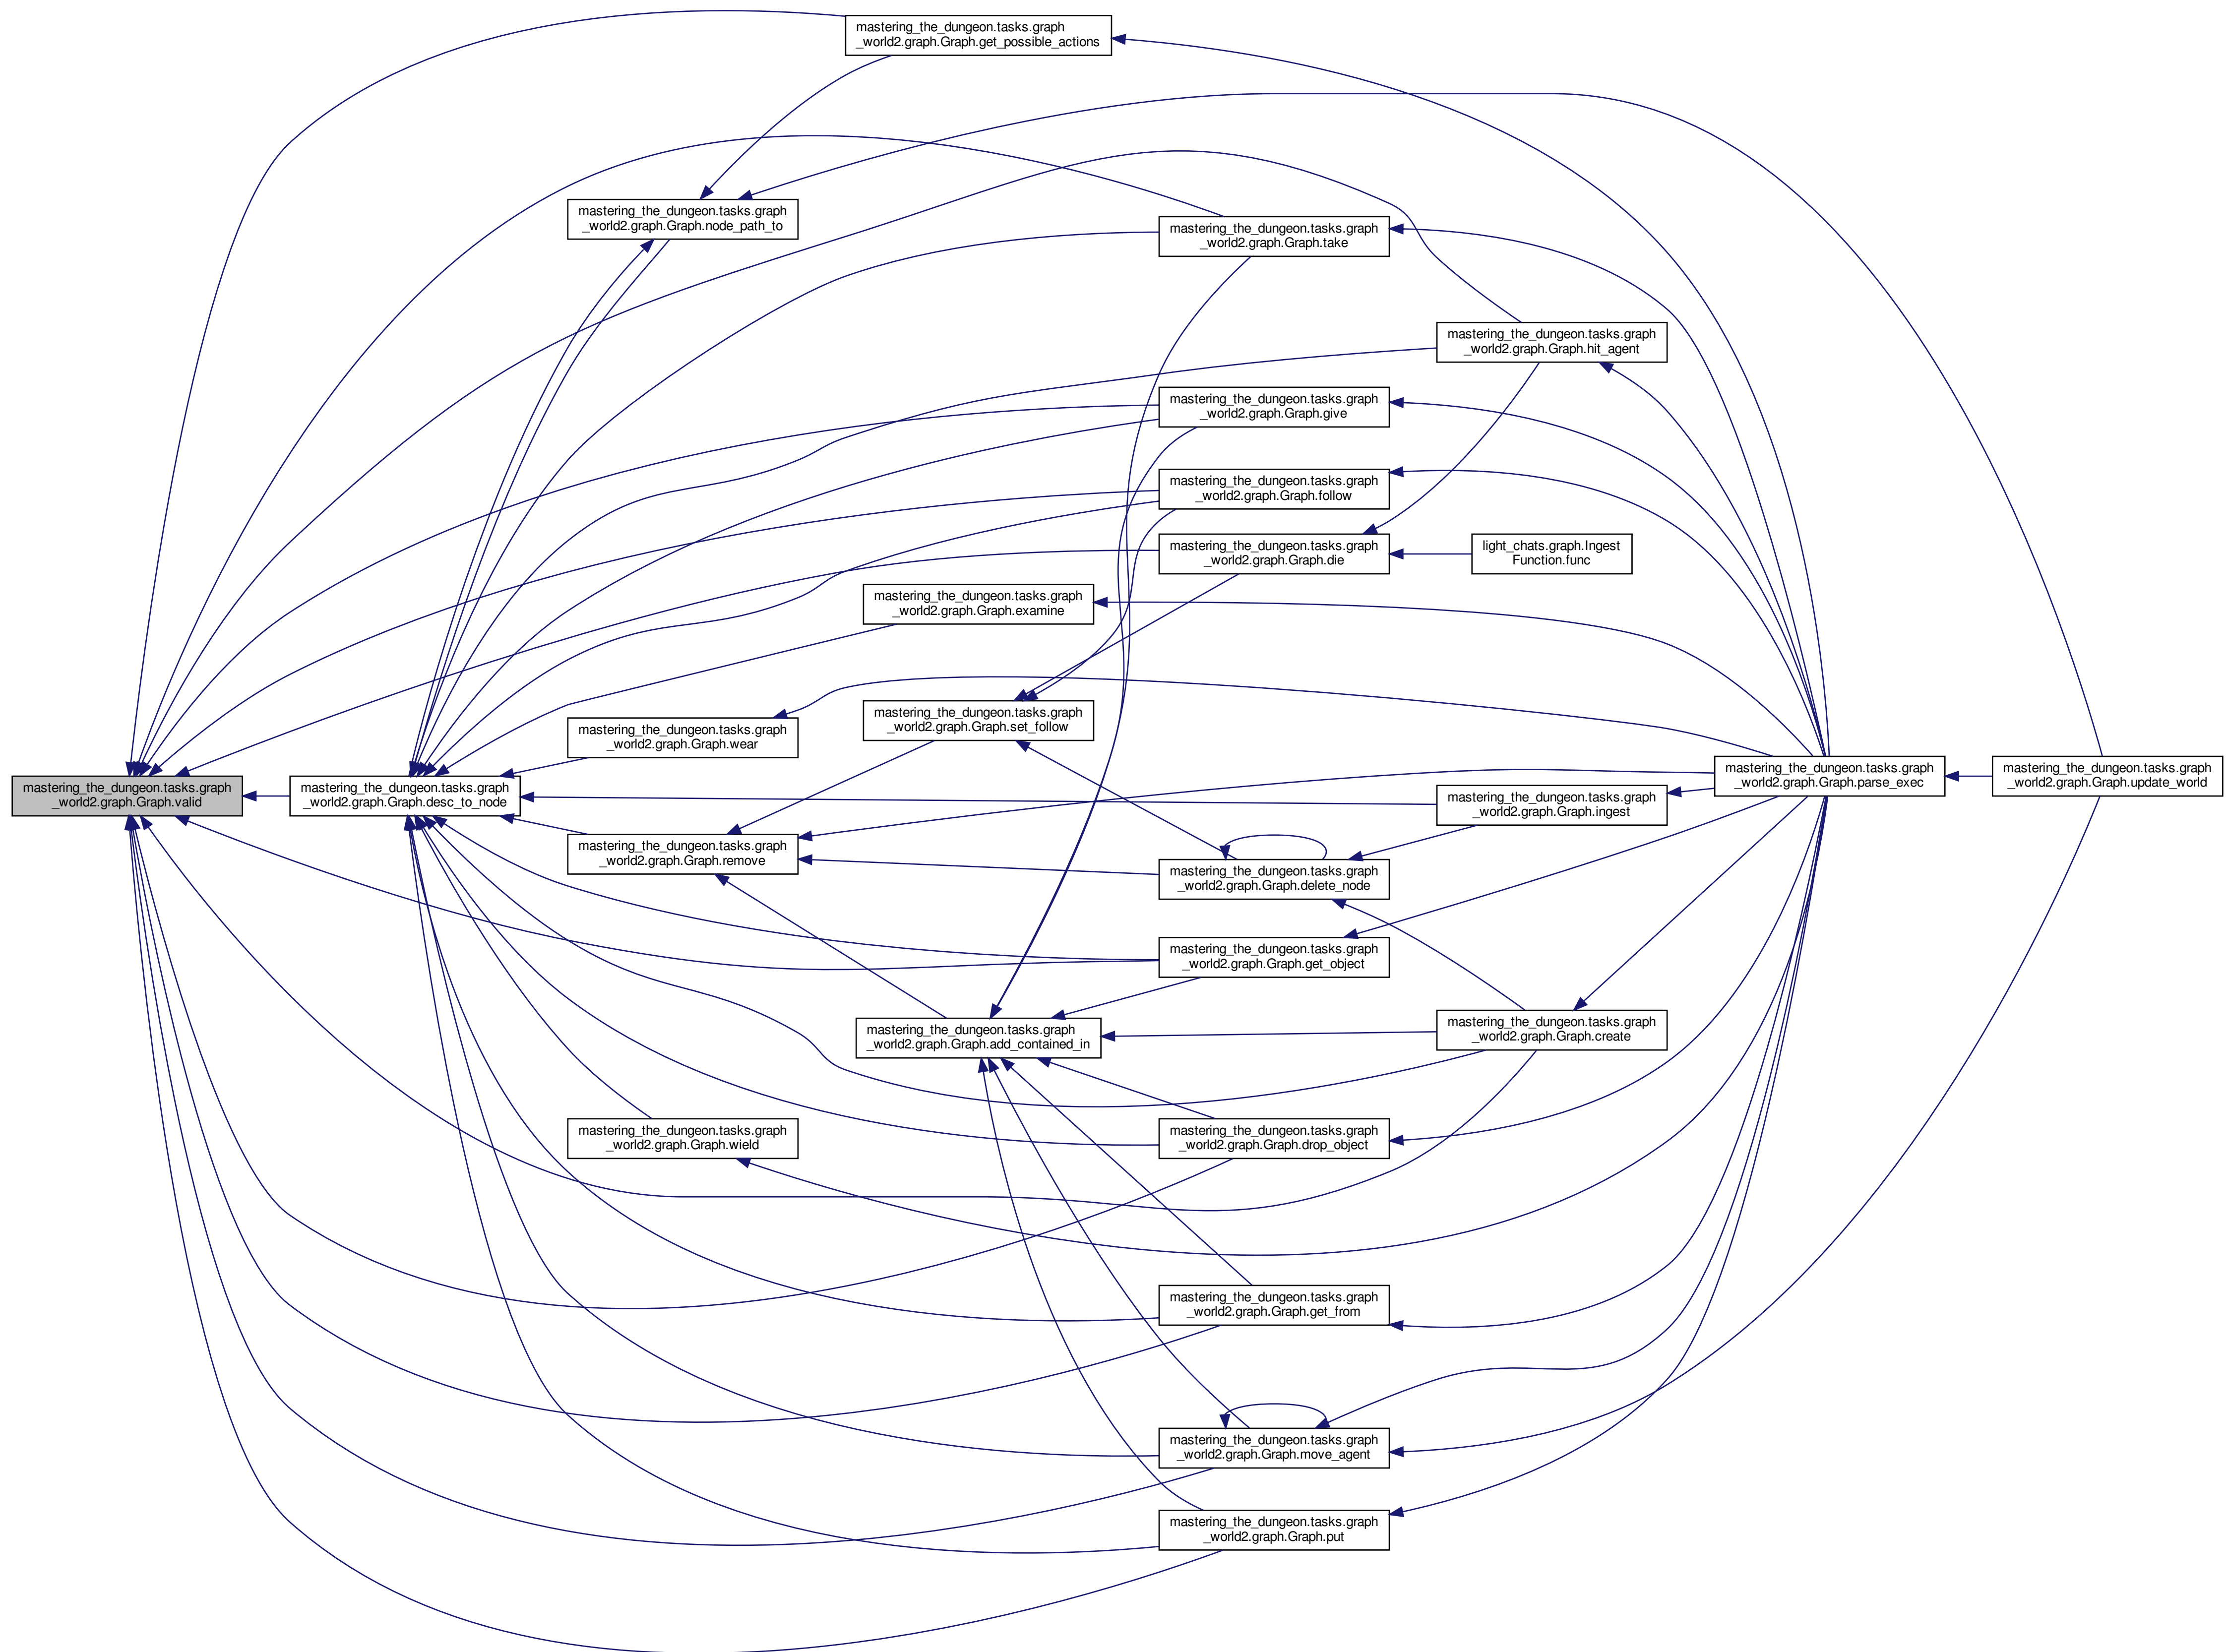 mastering_the_dungeon.tasks.graph
_world2.graph.Graph.get_possible_actions
mastering_the_dungeon.tasks.graph
_world2.graph.Graph.node_path_to
mastering_the_dungeon.tasks.graph
_world2.graph.Graph.take
mastering_the_dungeon.tasks.graph
_world2.graph.Graph.hit_agent
mastering_the_dungeon.tasks.graph
_world2.graph.Graph.give
mastering_the_dungeon.tasks.graph
_world2.graph.Graph.follow
mastering_the_dungeon.tasks.graph
_world2.graph.Graph.die
light_chats.graph.Ingest
Function.func
mastering_the_dungeon.tasks.graph
_world2.graph.Graph.examine
mastering_the_dungeon.tasks.graph
_world2.graph.Graph.set_follow
mastering_the_dungeon.tasks.graph
_world2.graph.Graph.wear
mastering_the_dungeon.tasks.graph
_world2.graph.Graph.valid
mastering_the_dungeon.tasks.graph
_world2.graph.Graph.desc_to_node
mastering_the_dungeon.tasks.graph
_world2.graph.Graph.parse_exec
mastering_the_dungeon.tasks.graph
_world2.graph.Graph.update_world
mastering_the_dungeon.tasks.graph
_world2.graph.Graph.ingest
mastering_the_dungeon.tasks.graph
_world2.graph.Graph.remove
mastering_the_dungeon.tasks.graph
_world2.graph.Graph.delete_node
mastering_the_dungeon.tasks.graph
_world2.graph.Graph.get_object
mastering_the_dungeon.tasks.graph
_world2.graph.Graph.add_contained_in
mastering_the_dungeon.tasks.graph
_world2.graph.Graph.create
mastering_the_dungeon.tasks.graph
_world2.graph.Graph.wield
mastering_the_dungeon.tasks.graph
_world2.graph.Graph.drop_object
mastering_the_dungeon.tasks.graph
_world2.graph.Graph.get_from
mastering_the_dungeon.tasks.graph
_world2.graph.Graph.move_agent
mastering_the_dungeon.tasks.graph
_world2.graph.Graph.put